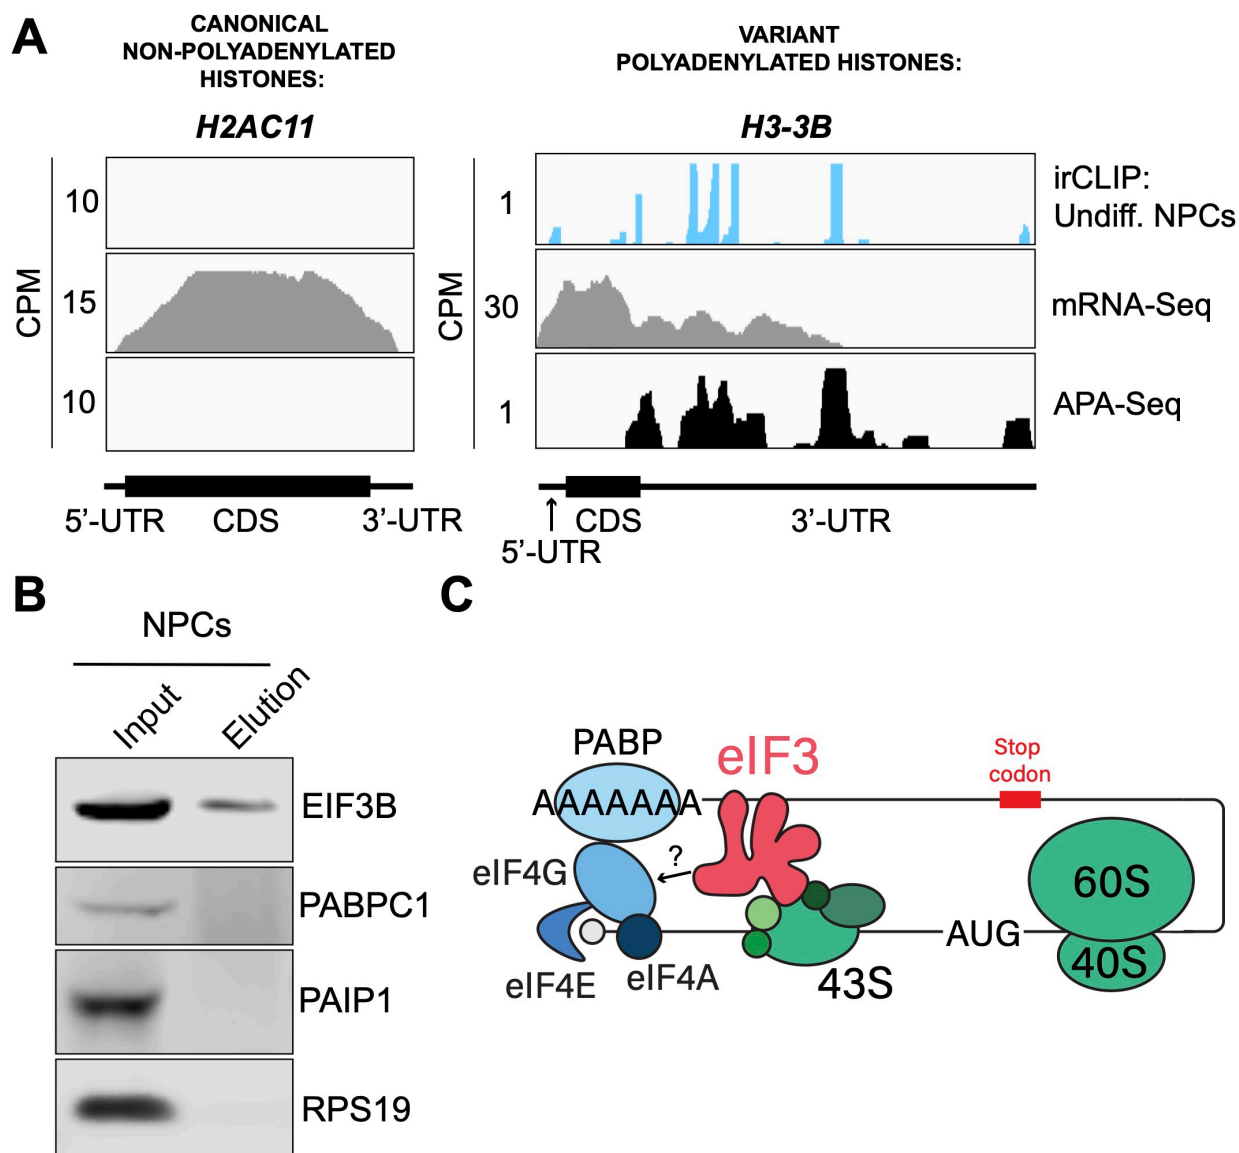 A
CANONICAL
NON-POLYADENYLATED
HISTONES:
H2AC11
VARIANT
POLYADENYLATED HISTONES:
H3-3B
CPM
10
15
10
CPM
1
30
1
irCLIP:
Undiff. NPCs
mRNA-Seq
APA-Seq
5’-UTR
CDS
3’-UTR
5’-UTR
CDS
3’-UTR
B
NPCs
Input
Elution
EIF3B
PABPC1
PAIP1
RPS19
C
PABP
AAAAAAA
eIF3
Stop
codon
eIF4G
?
60S
AUG
40S
eIF4E
eIF4A
43S